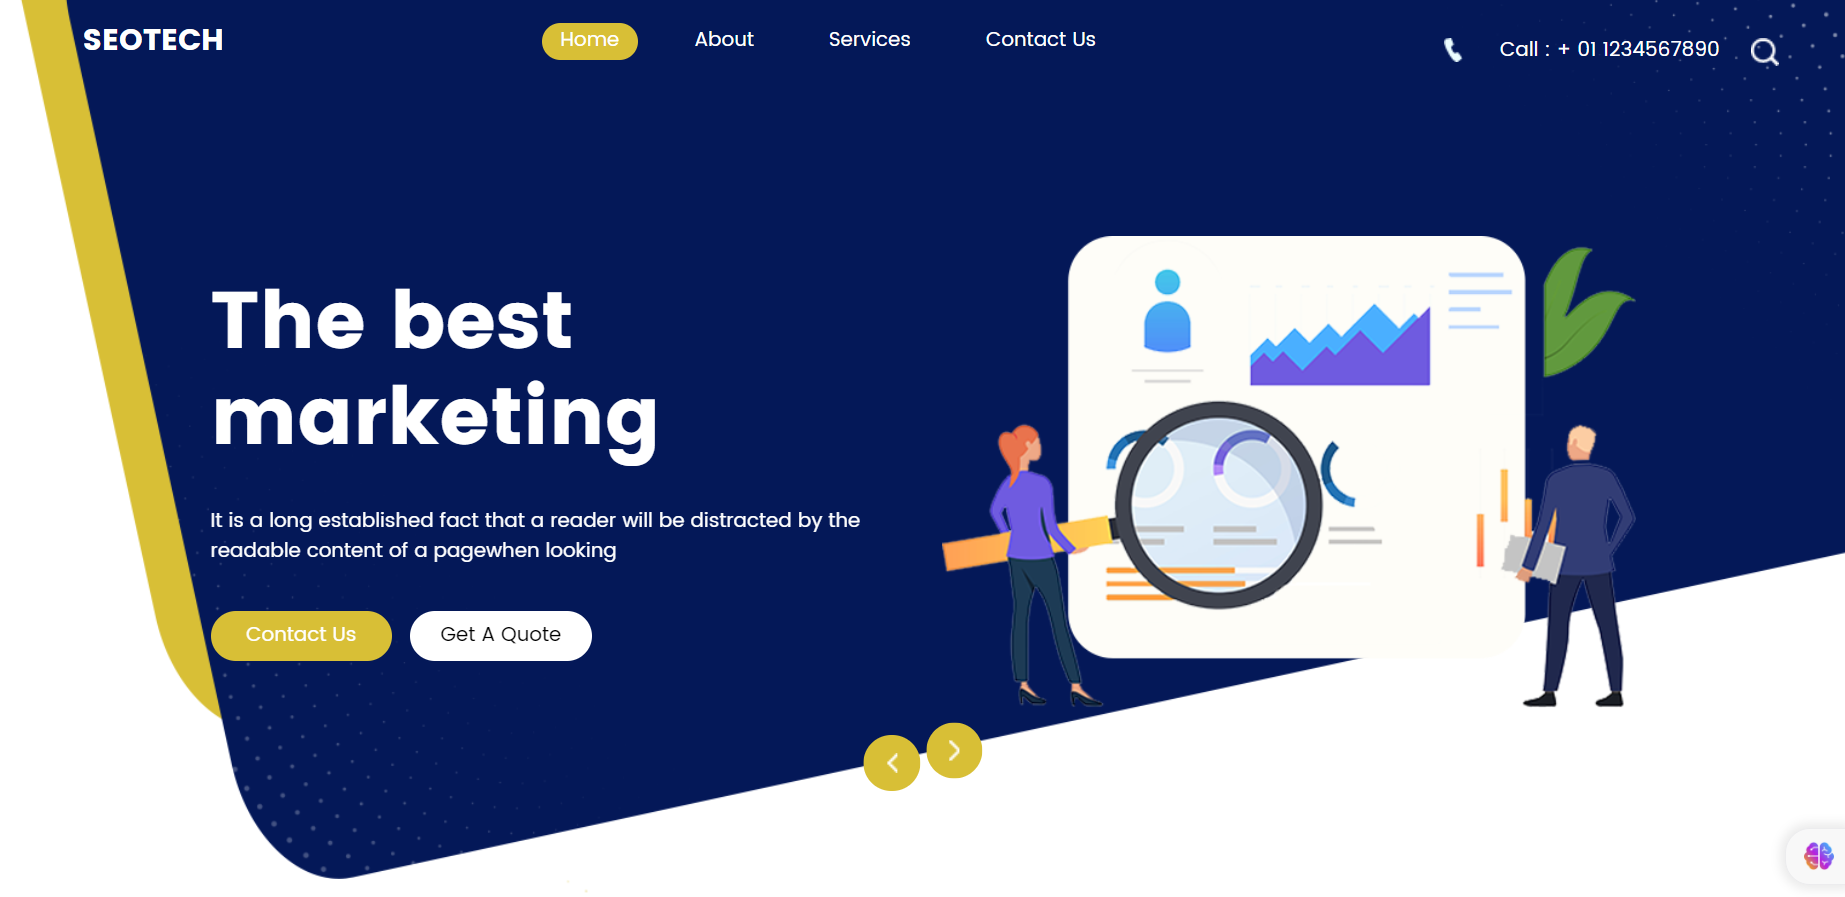 SEOTECH
Home
About
Services
Contact Us
Call : + 01 1234567890
The best
marketing
It is a long established fact that a reader will be distracted by the
readable content of a pagewhen looking
Contact Us
Get A Quote